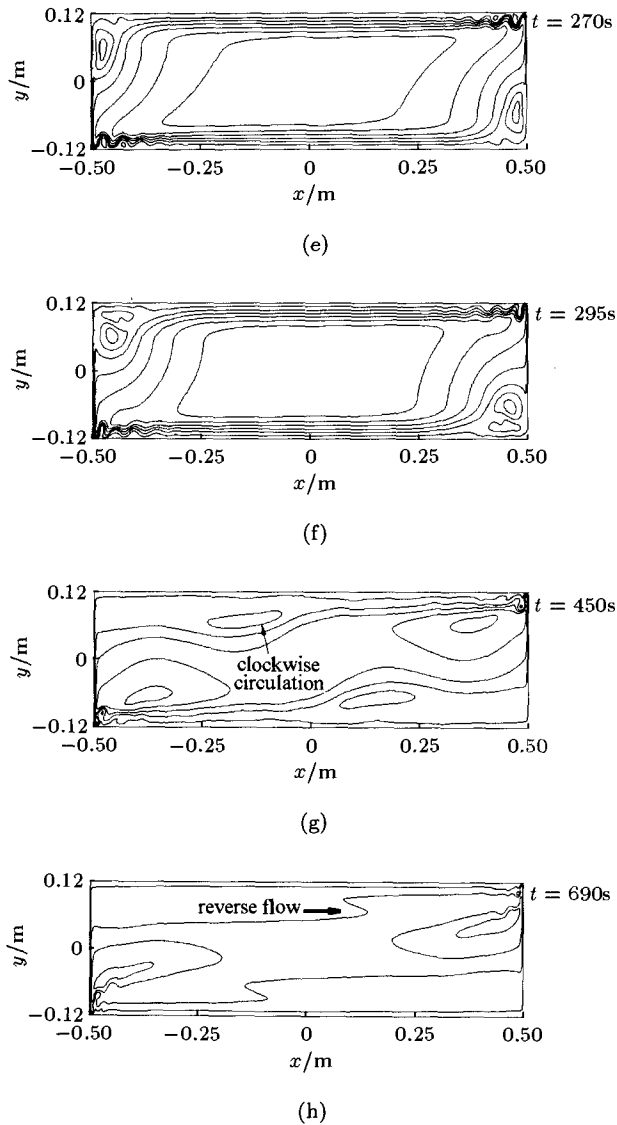 0.12
t = 270s
y/m
0
−0.12
−0.50
−0.25
0
0.25
0.50
x/m
(e)
0.12
t = 295s
y/m
0
−0.12
−0.50
−0.25
0
0.25
0.50
x/m
(f)
0.12
t = 450s
y/m
0
clockwise
circulation
−0.12
−0.50
−0.25
0
0.25
0.50
x/m
(g)
0.12
t = 690s
reverse flow
y/m
0
−0.12
−0.50
−0.25
0
0.25
0.50
x/m
(h)